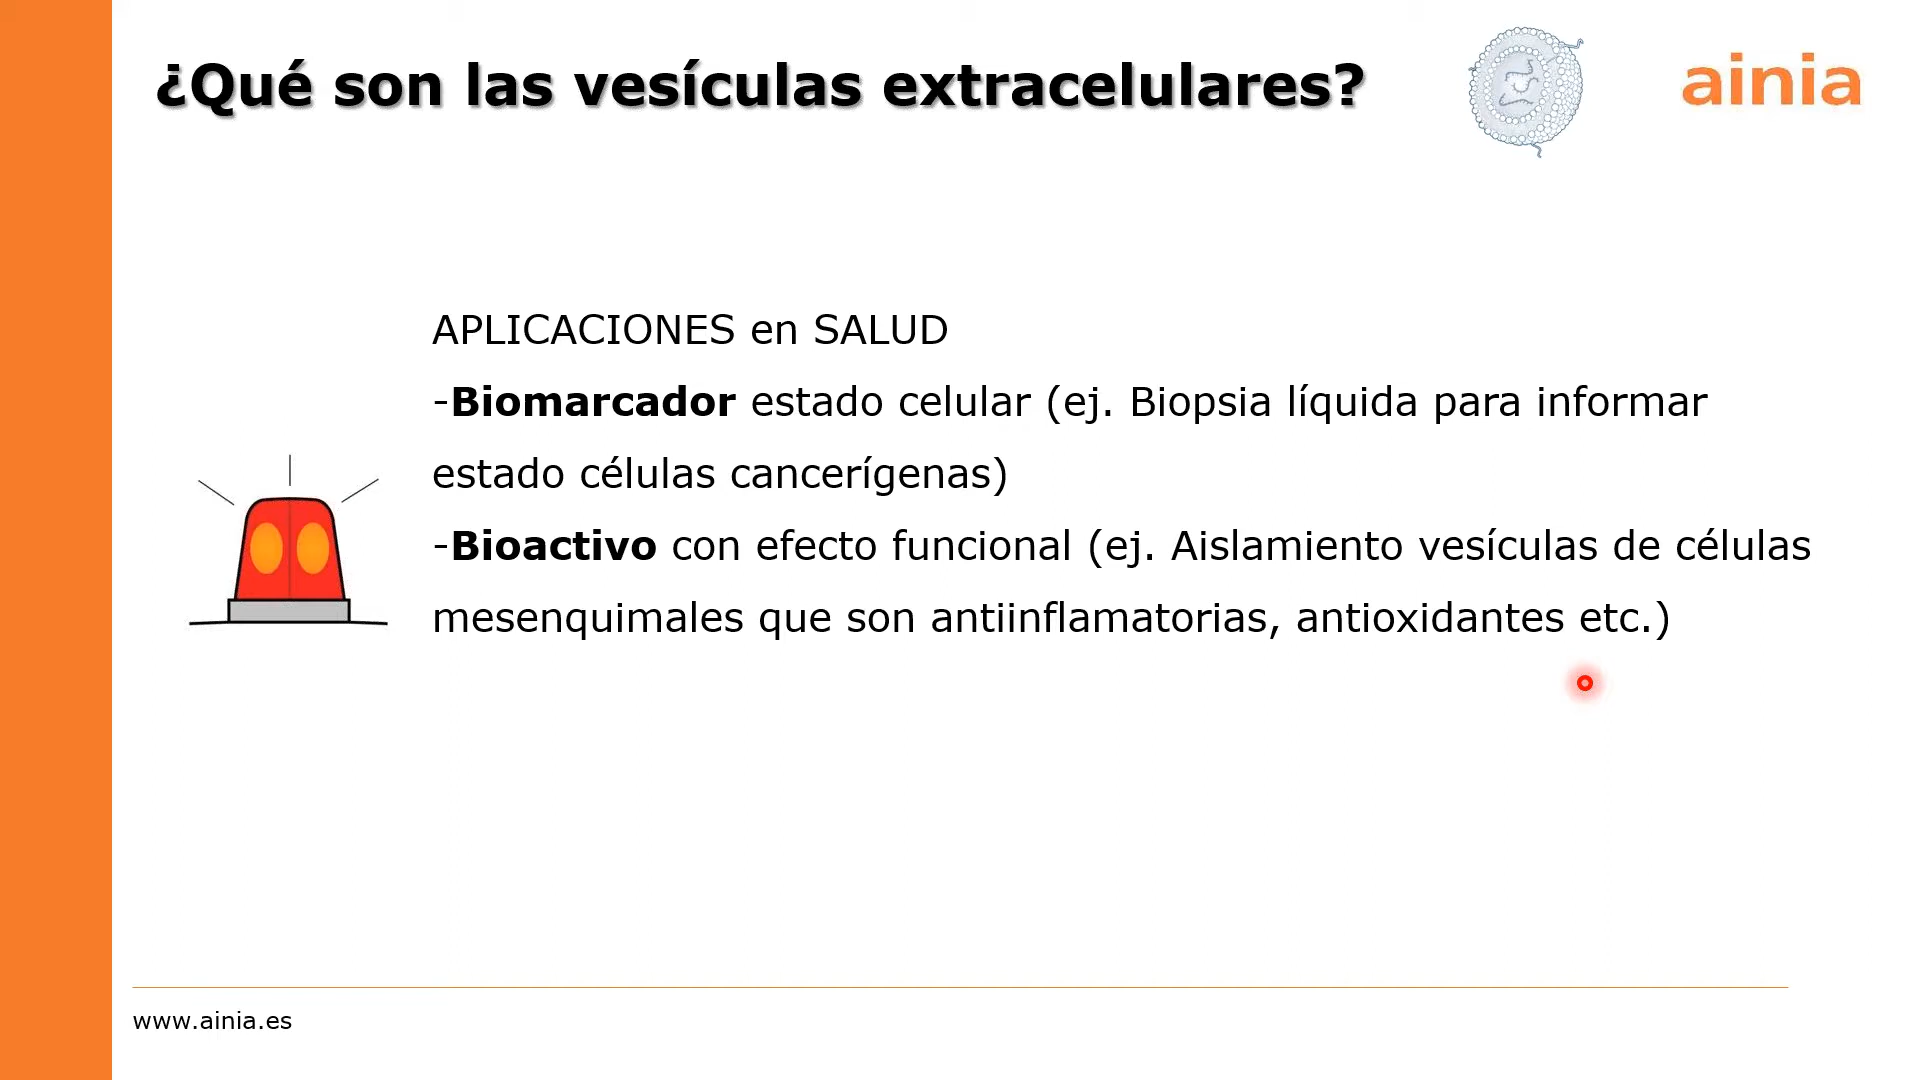 ¿Qué son las vesículas extracelulares?
ainia
APLICACIONES en SALUD
-Biomarcador estado celular (ej. Biopsia líquida para informar
estado células cancerígenas)
-Bioactivo con efecto funcional (ej. Aislamiento vesículas de células
mesenquimales que son antiinflamatorias, antioxidantes etc.)
www.ainia.es